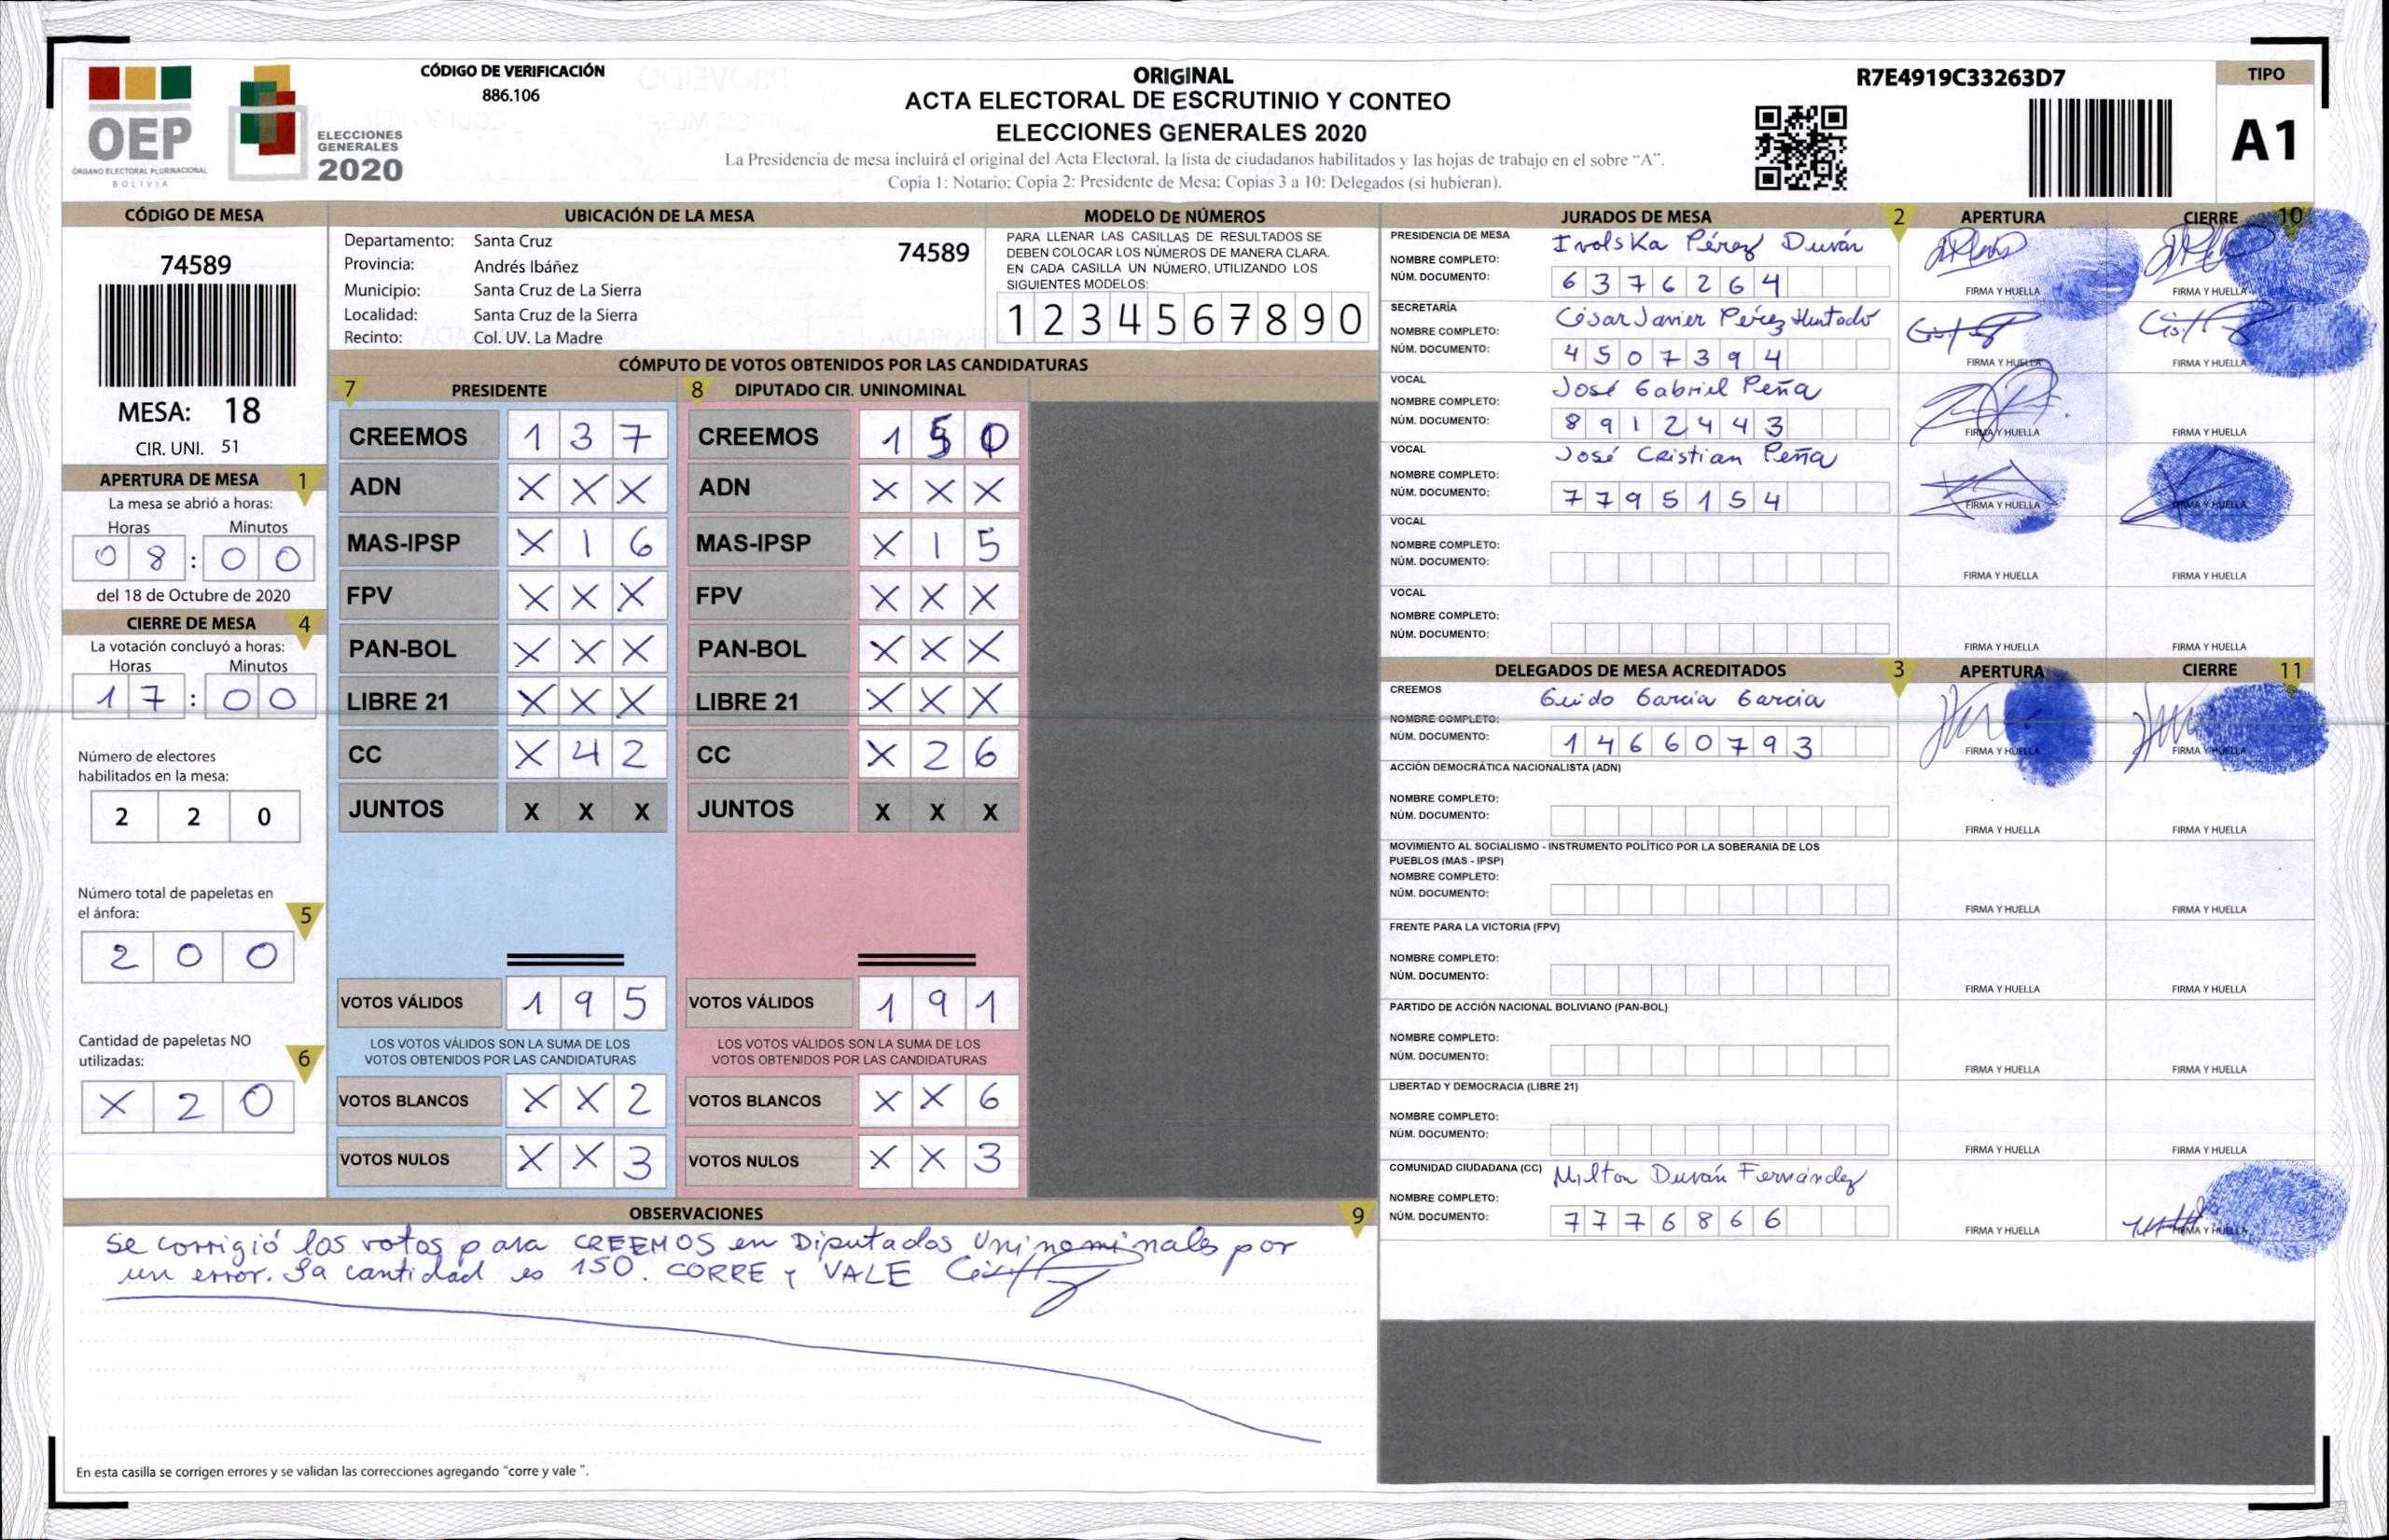 OEP
ÓRGANO ELECTORAL PLURINACIONAL
BOLIVIA
ELECCIONES
GENERALES
2020
CÓDIGO DE VERIFICACIÓN
886.106
ORIGINAL
ACTA ELECTORAL DE ESCRUTINIO Y CONTEO
ELECCIONES GENERALES 2020
La Presidencia de mesa incluirá el original del Acta Electoral, la lista de ciudadanos habilitados y las hojas de trabajo en el sobre "A".
Copia 1: Notario; Copia 2: Presidente de Mesa; Copias 3 a 10: Delegados (si hubieran).
R7E4919C33263D7
TIPO
A1
CÓDIGO DE MESA
74589
MESA: 18
CIR. UNI. 51
APERTURA DE MESA 1
La mesa se abrió a horas:
Horas Minutos
0 8 : 0 0
del 18 de Octubre de 2020
CIERRE DE MESA 4
La votación concluyó a horas:
Horas Minutos
1 7 : 0 0
Número de electores
habilitados en la mesa:
2 2 0
Número total de papeletas en
el ánfora: 5
2 0 0
Cantidad de papeletas NO
utilizadas: 6
X 2 0
UBICACIÓN DE LA MESA
Departamento: Santa Cruz 74589
Provincia: Andrés Ibáñez
Municipio: Santa Cruz de La Sierra
Localidad: Santa Cruz de la Sierra
Recinto: Col. UV. La Madre
MODELO DE NÚMEROS
PARA LLENAR LAS CASILLAS DE RESULTADOS SE
DEBEN COLOCAR LOS NÚMEROS DE MANERA CLARA.
EN CADA CASILLA UN NÚMERO, UTILIZANDO LOS
SIGUIENTES MODELOS:
1 2 3 4 5 6 7 8 9 0
CÓMPUTO DE VOTOS OBTENIDOS POR LAS CANDIDATURAS
7 PRESIDENTE
CREEMOS 1 3 7
ADN X X X
MAS-IPSP X 1 6
FPV X X X
PAN-BOL X X X
LIBRE 21 X X X
CC X 4 2
JUNTOS X X X
VOTOS VÁLIDOS 1 9 5
LOS VOTOS VÁLIDOS SON LA SUMA DE LOS
VOTOS OBTENIDOS POR LAS CANDIDATURAS
VOTOS BLANCOS X X 2
VOTOS NULOS X X 3
8 DIPUTADO CIR. UNINOMINAL
CREEMOS 1 5 0
ADN X X X
MAS-IPSP X 1 5
FPV X X X
PAN-BOL X X X
LIBRE 21 X X X
CC X 2 6
JUNTOS X X X
VOTOS VÁLIDOS 1 9 1
LOS VOTOS VÁLIDOS SON LA SUMA DE LOS
VOTOS OBTENIDOS POR LAS CANDIDATURAS
VOTOS BLANCOS X X 6
VOTOS NULOS X X 3
OBSERVACIONES 9
Se corrigió los votos para CREEMOS en Diputados Uninominales por
un error. La cantidad es 150. CORRE Y VALE
En esta casilla se corrigen errores y se validan las correcciones agregando "corre y vale ".
JURADOS DE MESA 2 APERTURA CIERRE 10
PRESIDENCIA DE MESA Ivolska Pérez Durán
NOMBRE COMPLETO:
NÚM. DOCUMENTO: 6 3 7 6 2 6 4 FIRMA Y HUELLA FIRMA Y HUELLA
SECRETARÍA César Javier Pérez Hurtado
NOMBRE COMPLETO:
NÚM. DOCUMENTO: 4 5 0 7 3 9 4 FIRMA Y HUELLA FIRMA Y HUELLA
VOCAL José Gabriel Peña
NOMBRE COMPLETO:
NÚM. DOCUMENTO: 8 9 1 2 4 4 3 FIRMA Y HUELLA FIRMA Y HUELLA
VOCAL José Cristian Peña
NOMBRE COMPLETO:
NÚM. DOCUMENTO: 7 7 9 5 1 5 4 FIRMA Y HUELLA FIRMA Y HUELLA
VOCAL
NOMBRE COMPLETO:
NÚM. DOCUMENTO: FIRMA Y HUELLA FIRMA Y HUELLA
VOCAL
NOMBRE COMPLETO:
NÚM. DOCUMENTO: FIRMA Y HUELLA FIRMA Y HUELLA
DELEGADOS DE MESA ACREDITADOS 3 APERTURA CIERRE 11
CREEMOS Guido Garcia Garcia
NOMBRE COMPLETO:
NÚM. DOCUMENTO: 1 4 6 6 0 7 9 3 FIRMA Y HUELLA FIRMA Y HUELLA
ACCIÓN DEMOCRÁTICA NACIONALISTA (ADN)
NOMBRE COMPLETO:
NÚM. DOCUMENTO: FIRMA Y HUELLA FIRMA Y HUELLA
MOVIMIENTO AL SOCIALISMO - INSTRUMENTO POLÍTICO POR LA SOBERANIA DE LOS
PUEBLOS (MAS - IPSP)
NOMBRE COMPLETO:
NÚM. DOCUMENTO: FIRMA Y HUELLA FIRMA Y HUELLA
FRENTE PARA LA VICTORIA (FPV)
NOMBRE COMPLETO:
NÚM. DOCUMENTO: FIRMA Y HUELLA FIRMA Y HUELLA
PARTIDO DE ACCIÓN NACIONAL BOLIVIANO (PAN-BOL)
NOMBRE COMPLETO:
NÚM. DOCUMENTO: FIRMA Y HUELLA FIRMA Y HUELLA
LIBERTAD Y DEMOCRACIA (LIBRE 21)
NOMBRE COMPLETO:
NÚM. DOCUMENTO: FIRMA Y HUELLA FIRMA Y HUELLA
COMUNIDAD CIUDADANA (CC) Milton Durán Fernández
NOMBRE COMPLETO:
NÚM. DOCUMENTO: 7 7 7 6 8 6 6 FIRMA Y HUELLA FIRMA Y HUELLA